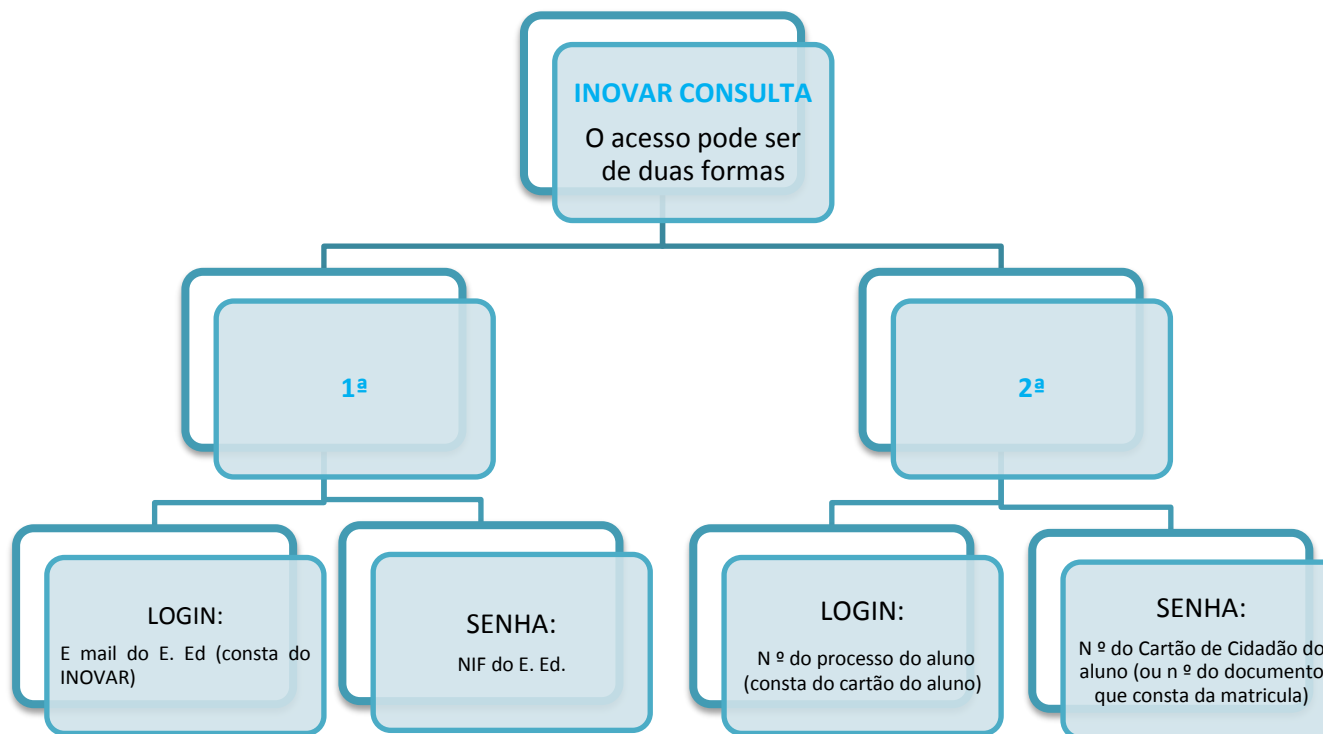 INOVAR CONSULTA
O acesso pode ser
de duas formas
1ª
2ª
LOGIN:
E mail do E. Ed (consta do
INOVAR)
SENHA:
NIF do E. Ed.
LOGIN:
N º do processo do aluno
(consta do cartão do aluno)
SENHA:
N º do Cartão de Cidadão do
aluno (ou n º do documento
que consta da matricula)